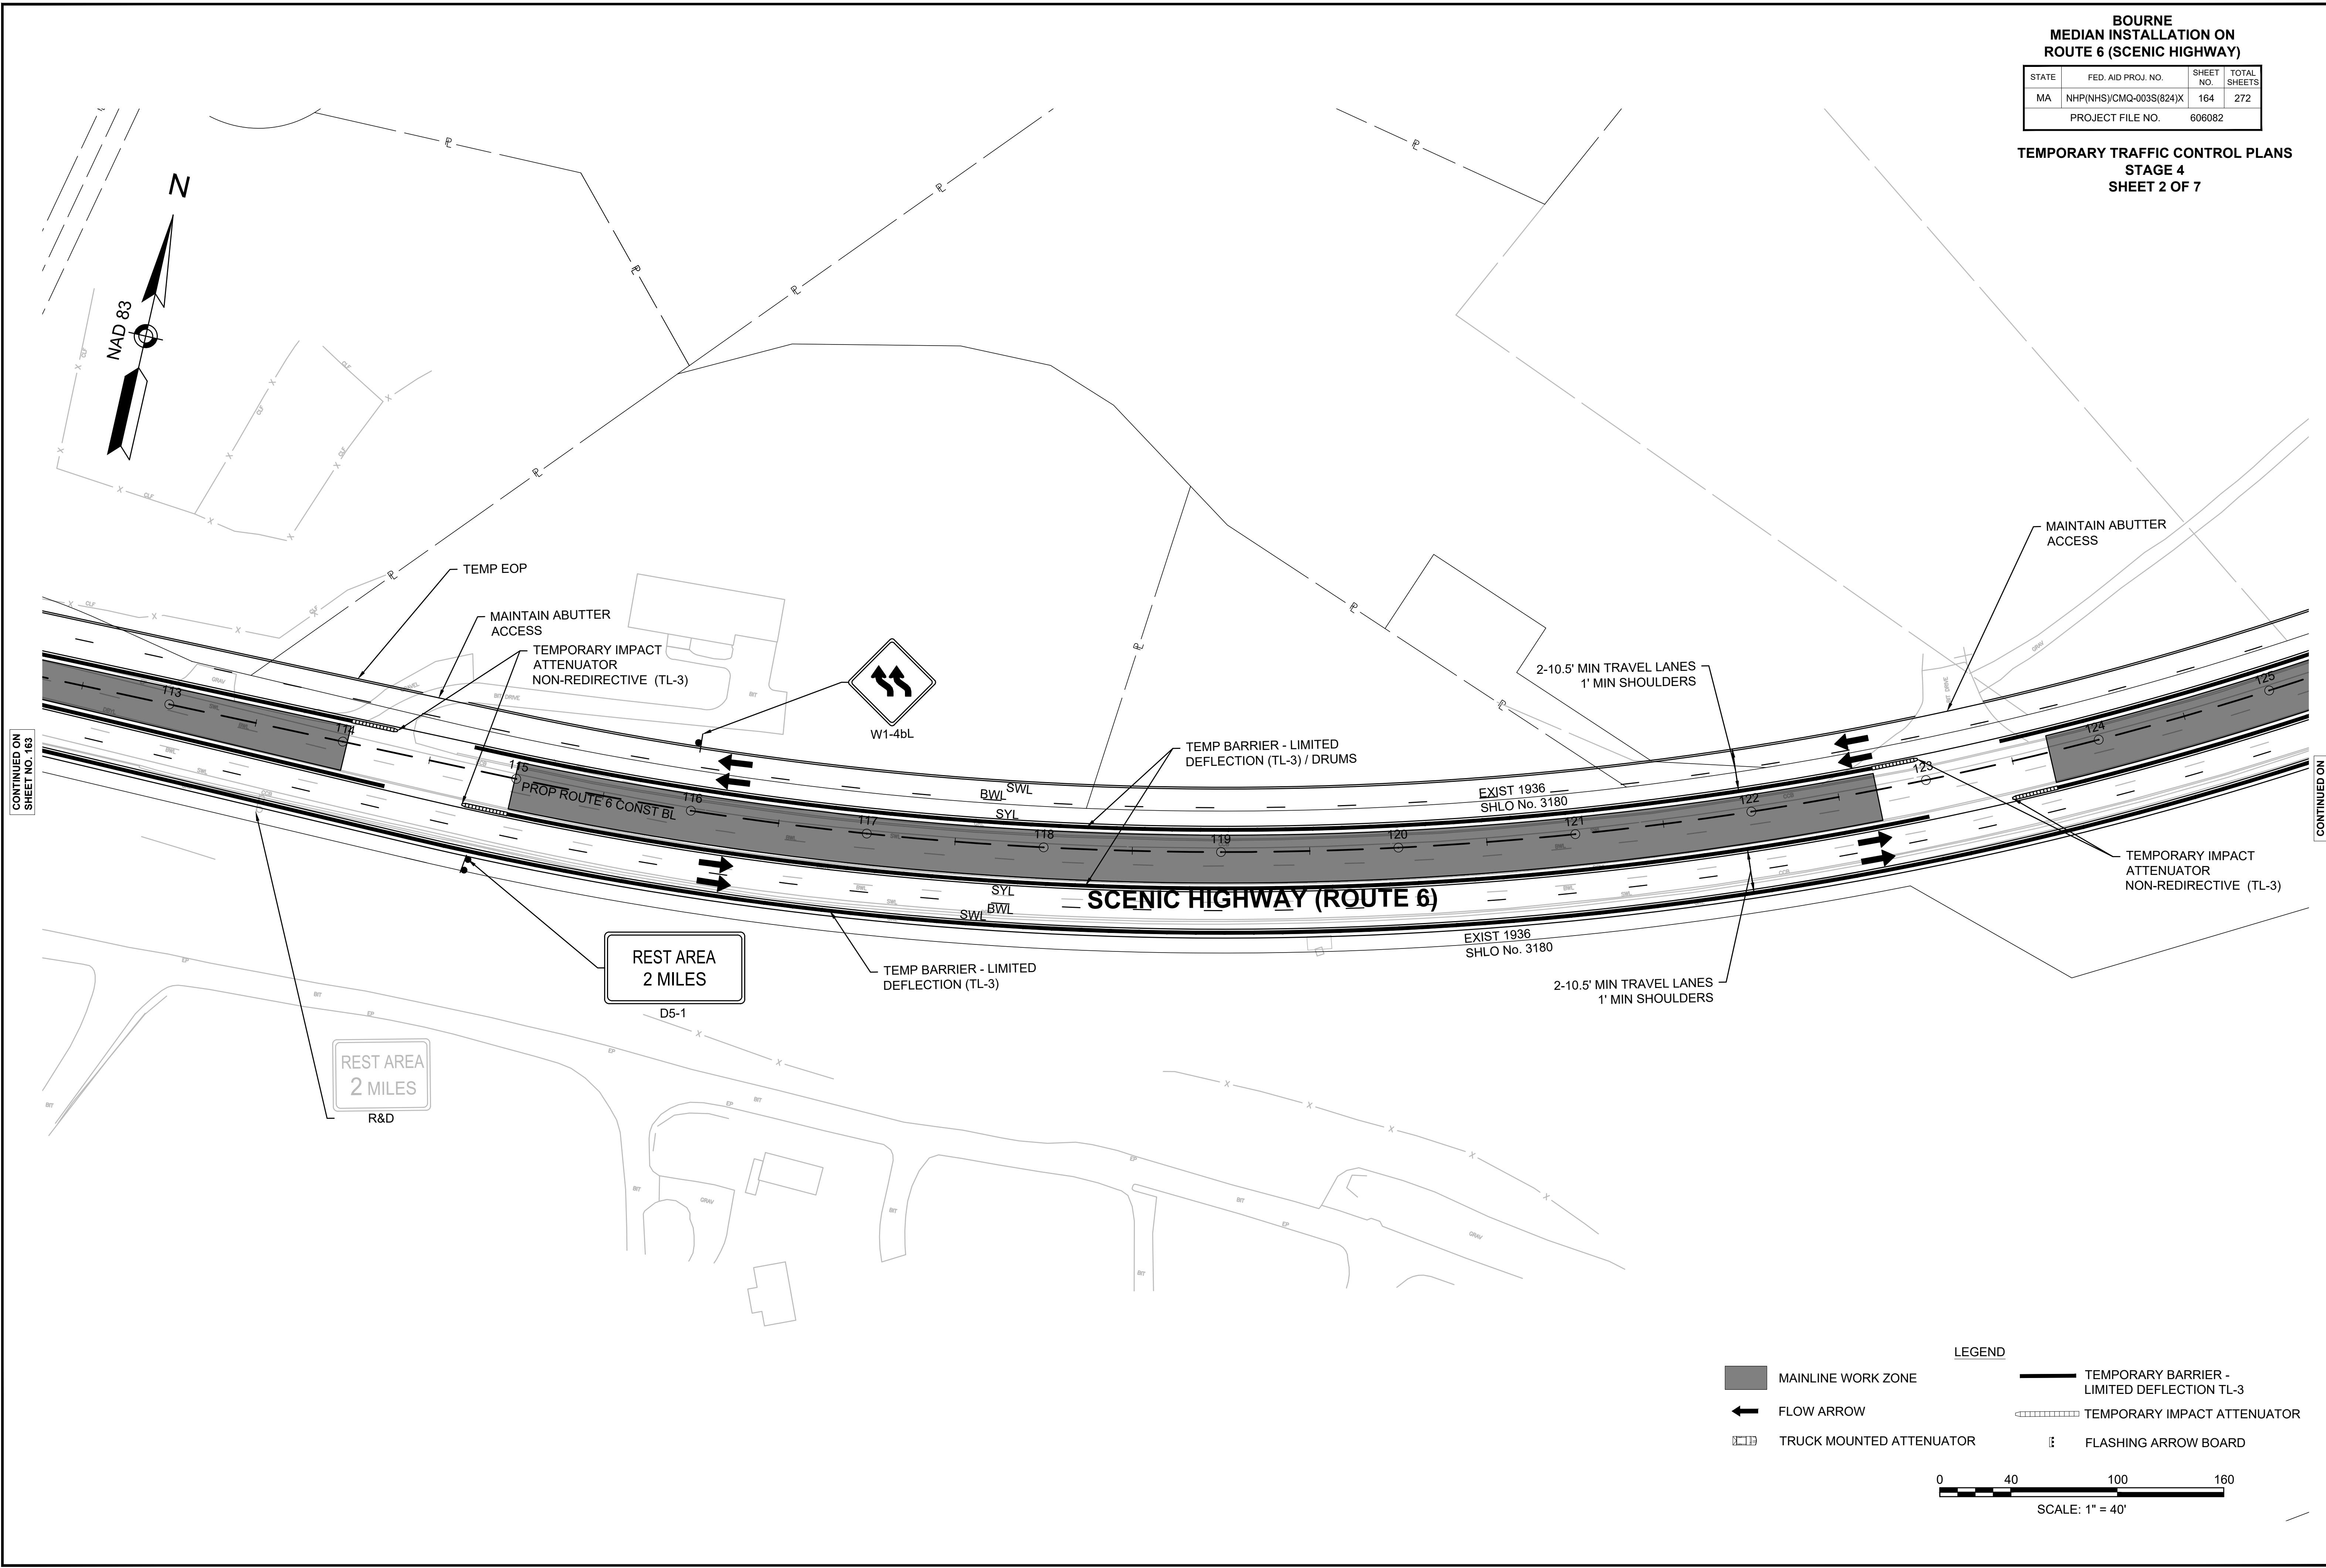 BOURNE
MEDIAN INSTALLATION ON
ROUTE 6 (SCENIC HIGHWAY)
STATE FED. AID PROJ. NO. SHEET NO. TOTAL SHEETS
MA NHP(NHS)/CMQ-003S(824)X 164 272
PROJECT FILE NO. 606082
TEMPORARY TRAFFIC CONTROL PLANS
STAGE 4
SHEET 2 OF 7
N
NAD 83
CONTINUED ON
SHEET NO. 163
TEMP EOP
MAINTAIN ABUTTER
ACCESS
TEMPORARY IMPACT
ATTENUATOR
NON-REDIRECTIVE (TL-3)
W1-4bL
2-10.5' MIN TRAVEL LANES
1' MIN SHOULDERS
MAINTAIN ABUTTER
ACCESS
TEMP BARRIER - LIMITED
DEFLECTION (TL-3) / DRUMS
113
114
115
116
117
118
119
120
121
122
123
124
125
PROP ROUTE 6 CONST BL
SWL
BWL
SYL
EXIST 1936
SHLO No. 3180
SYL
BWL
SWL
SCENIC HIGHWAY (ROUTE 6)
EXIST 1936
SHLO No. 3180
CONTINUED ON
TEMPORARY IMPACT
ATTENUATOR
NON-REDIRECTIVE (TL-3)
REST AREA
2 MILES
D5-1
TEMP BARRIER - LIMITED
DEFLECTION (TL-3)
2-10.5' MIN TRAVEL LANES
1' MIN SHOULDERS
REST AREA
2 MILES
R&D
BIT DRIVE
GRAV
BIT
EP
CLF
LEGEND
MAINLINE WORK ZONE
FLOW ARROW
TRUCK MOUNTED ATTENUATOR
TEMPORARY BARRIER -
LIMITED DEFLECTION TL-3
TEMPORARY IMPACT ATTENUATOR
FLASHING ARROW BOARD
0 40 100 160
SCALE: 1" = 40'